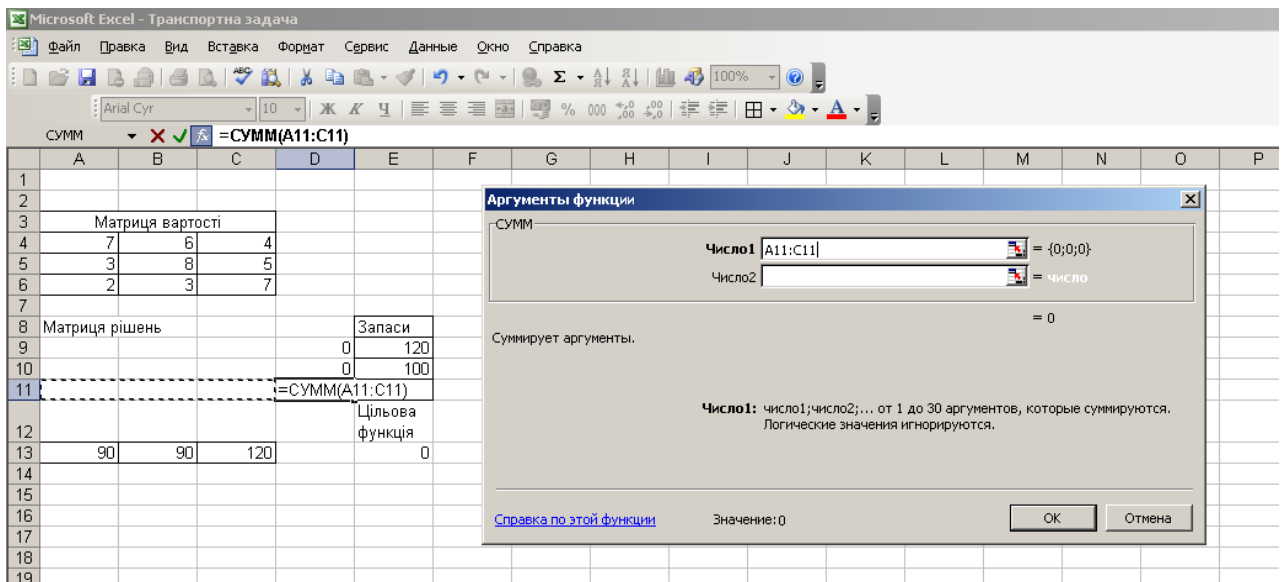 Microsoft Excel - Транспортна задача
Файл Правка Вид Вставка Формат Сервис Данные Окно Справка
100%
Arial Cyr 10 Ж К Ч % 000
СУММ =СУММ(A11:C11)
A B C D E F G H I J K L M N O P
1
2
3 Матриця вартості
4 7 6 4
5 3 8 5
6 2 3 7
7
8 Матриця рішень Запаси
9 0 120
10 0 100
11 =СУММ(A11:C11)
Цільова
12 функція
13 90 90 120 0
14
15
16
17
18
19
Аргументы функции
СУММ
Число1 A11:C11 = {0;0;0}
Число2 = число
= 0
Суммирует аргументы.
Число1: число1;число2;... от 1 до 30 аргументов, которые суммируются.
Логические значения игнорируются.
Справка по этой функции Значение:0 ОК Отмена